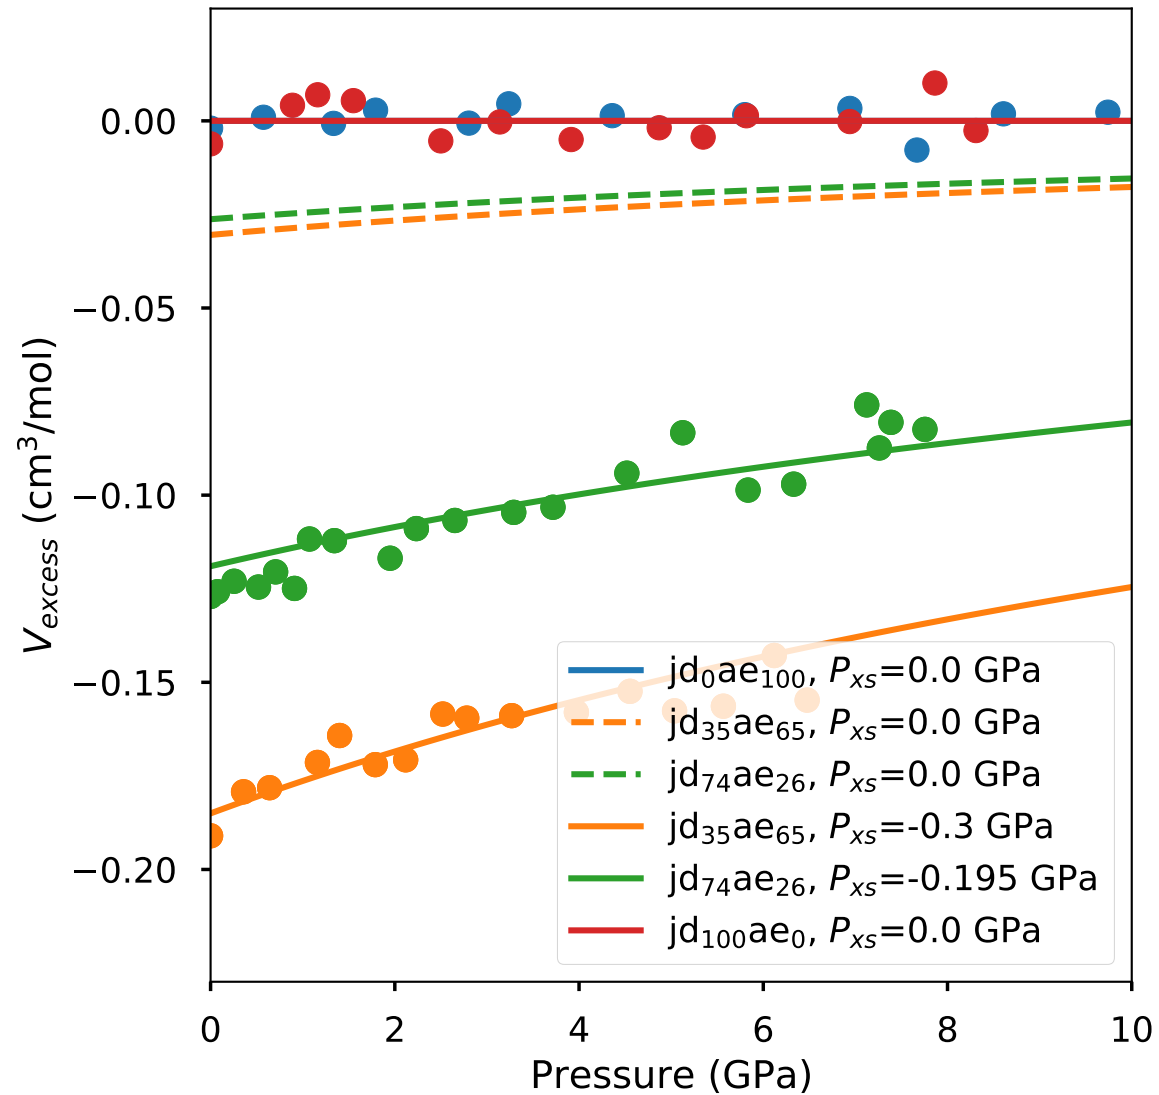 0.00
−0.05
−0.10
−0.15
−0.20
V_excess (cm³/mol)
jd₀ae₁₀₀, P_xs=0.0 GPa
jd₃₅ae₆₅, P_xs=0.0 GPa
jd₇₄ae₂₆, P_xs=0.0 GPa
jd₃₅ae₆₅, P_xs=-0.3 GPa
jd₇₄ae₂₆, P_xs=-0.195 GPa
jd₁₀₀ae₀, P_xs=0.0 GPa
0 2 4 6 8 10
Pressure (GPa)